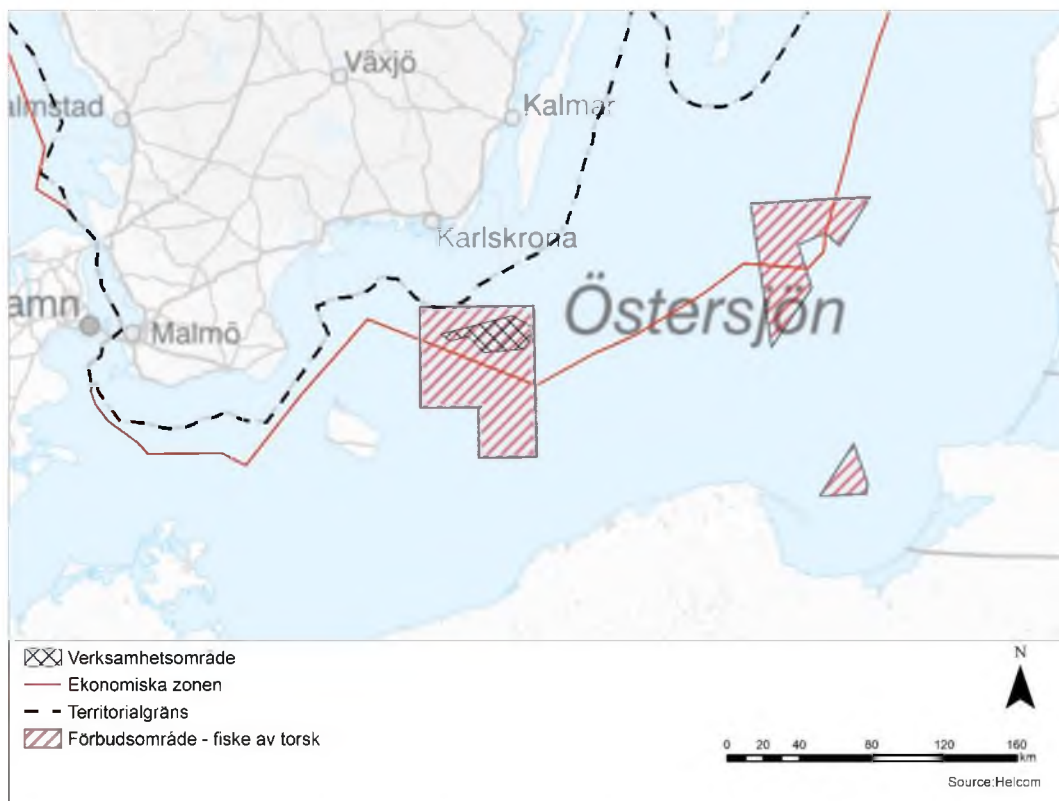 Växjö
almstad
Kalmar
Karlskrona
amn
Malmö
Östersjön
Verksamhetsområde
Ekonomiska zonen
Territorialgräns
Förbudsområde - fiske av torsk
N
0 20 40 80 120 160
km
Source:Helcom